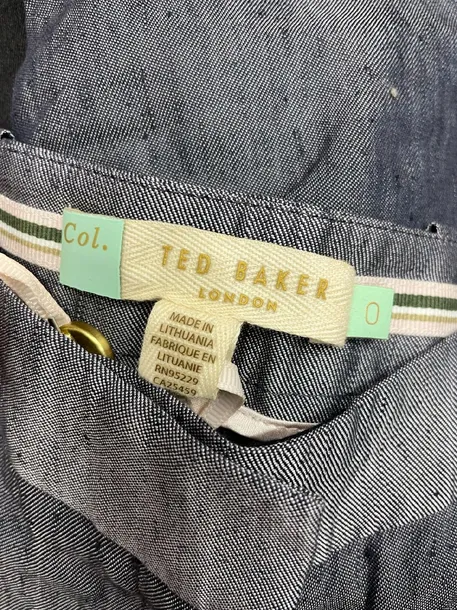 Col.
TED BAKER
LONDON
0
MADE IN
LITHUANIA
FABRIQUE EN
LITUANIE
RN95229
CA25459